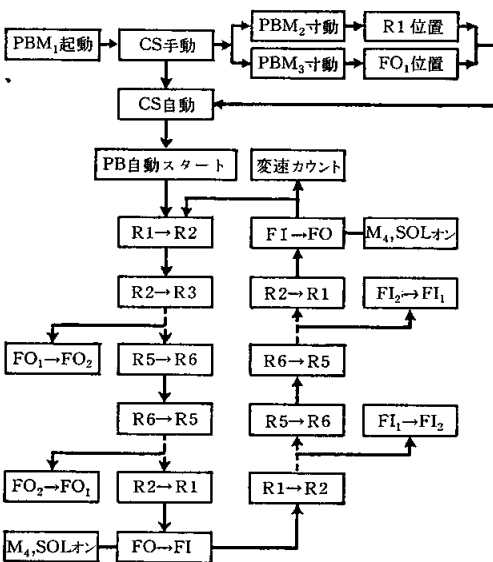 PBM₁起動
CS手動
PBM₂寸動
R1位置
PBM₃寸動
FO₁位置
CS自動
PB自動スタート
変速カウント
R1→R2
FI→FO
M₄,SOLオン
R2→R3
R2→R1
FI₂→FI₁
FO₁→FO₂
R5→R6
R6→R5
R6→R5
R5→R6
FI₁→FI₂
FO₂→FO₁
R2→R1
R1→R2
M₄,SOLオン
FO→FI